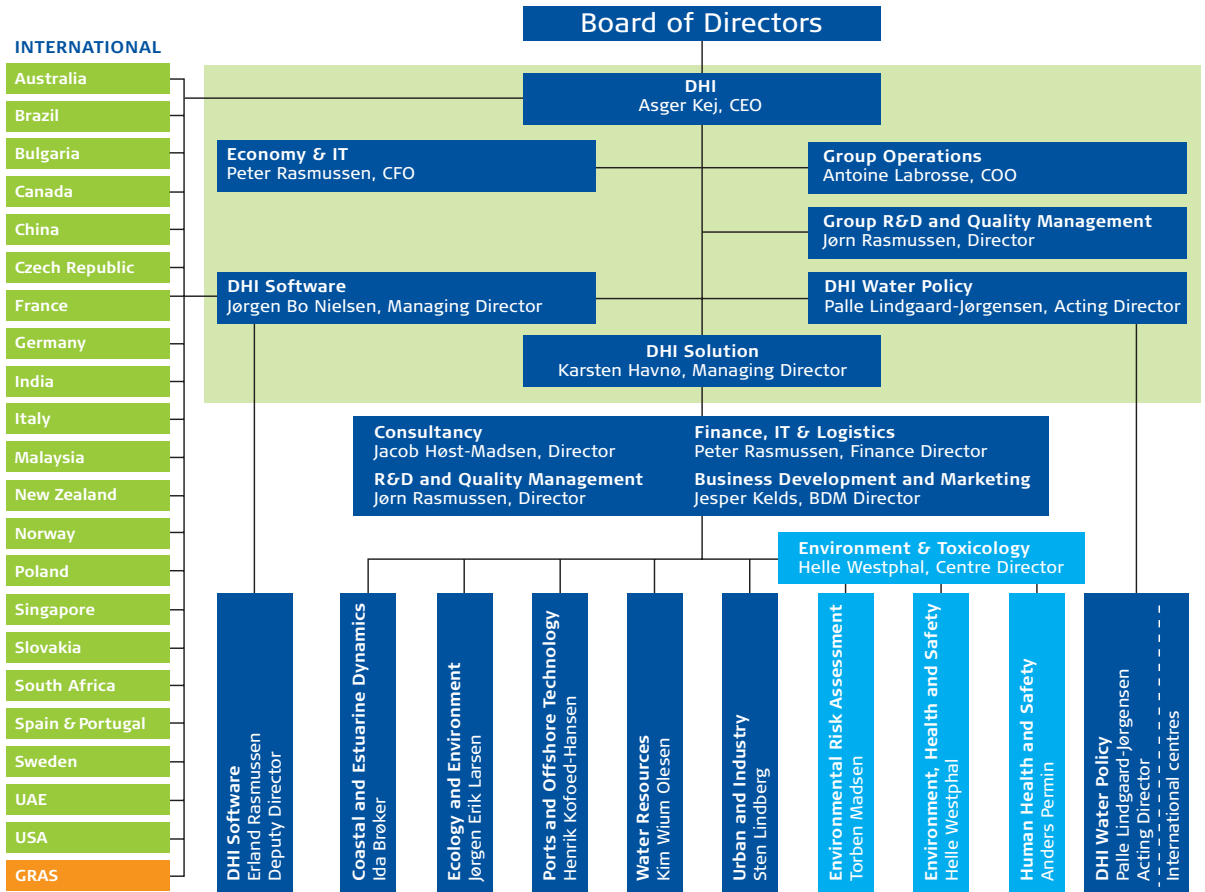 Board of Directors
INTERNATIONAL
Australia
Brazil
Bulgaria
Canada
China
Czech Republic
France
Germany
India
Italy
Malaysia
New Zealand
Norway
Poland
Singapore
Slovakia
South Africa
Spain & Portugal
Sweden
UAE
USA
GRAS
DHI
Asger Kej, CEO
Economy & IT
Peter Rasmussen, CFO
Group Operations
Antoine Labrosse, COO
Group R&D and Quality Management
Jørn Rasmussen, Director
DHI Software
Jørgen Bo Nielsen, Managing Director
DHI Water Policy
Palle Lindgaard-Jørgensen, Acting Director
DHI Solution
Karsten Havnø, Managing Director
Consultancy
Jacob Høst-Madsen, Director
Finance, IT & Logistics
Peter Rasmussen, Finance Director
R&D and Quality Management
Jørn Rasmussen, Director
Business Development and Marketing
Jesper Kelds, BDM Director
Environment & Toxicology
Helle Westphal, Centre Director
DHI Software
Erland Rasmussen
Deputy Director
Coastal and Estuarine Dynamics
Ida Brøker
Ecology and Environment
Jørgen Erik Larsen
Ports and Offshore Technology
Henrik Kofoed-Hansen
Water Resources
Kim Wium Olesen
Urban and Industry
Sten Lindberg
Environmental Risk Assessment
Torben Madsen
Environment, Health and Safety
Helle Westphal
Human Health and Safety
Anders Permin
DHI Water Policy
Palle Lindgaard-Jørgensen
Acting Director
International centres